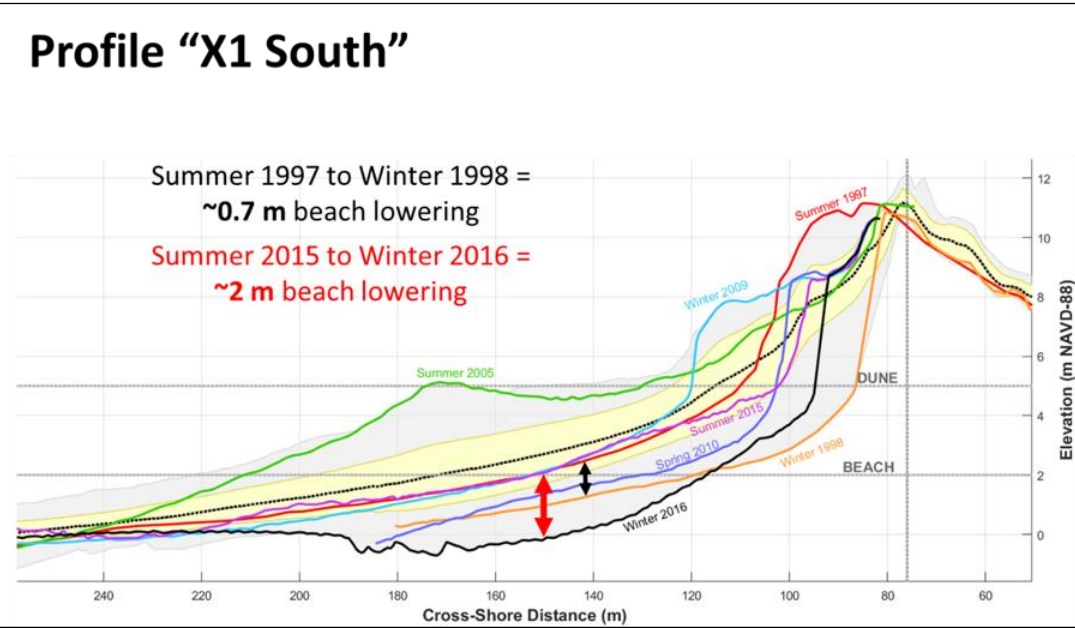 Profile “X1 South”
Summer 1997 to Winter 1998 =
~0.7 m beach lowering
Summer 2015 to Winter 2016 =
~2 m beach lowering
Summer 1997
Winter 2009
Summer 2005
DUNE
Summer 2015
Spring 2010
Winter 1998
BEACH
Winter 2016
12
10
8
6
4
2
0
Elevation (m NAVD-88)
240 220 200 180 160 140 120 100 80 60
Cross-Shore Distance (m)